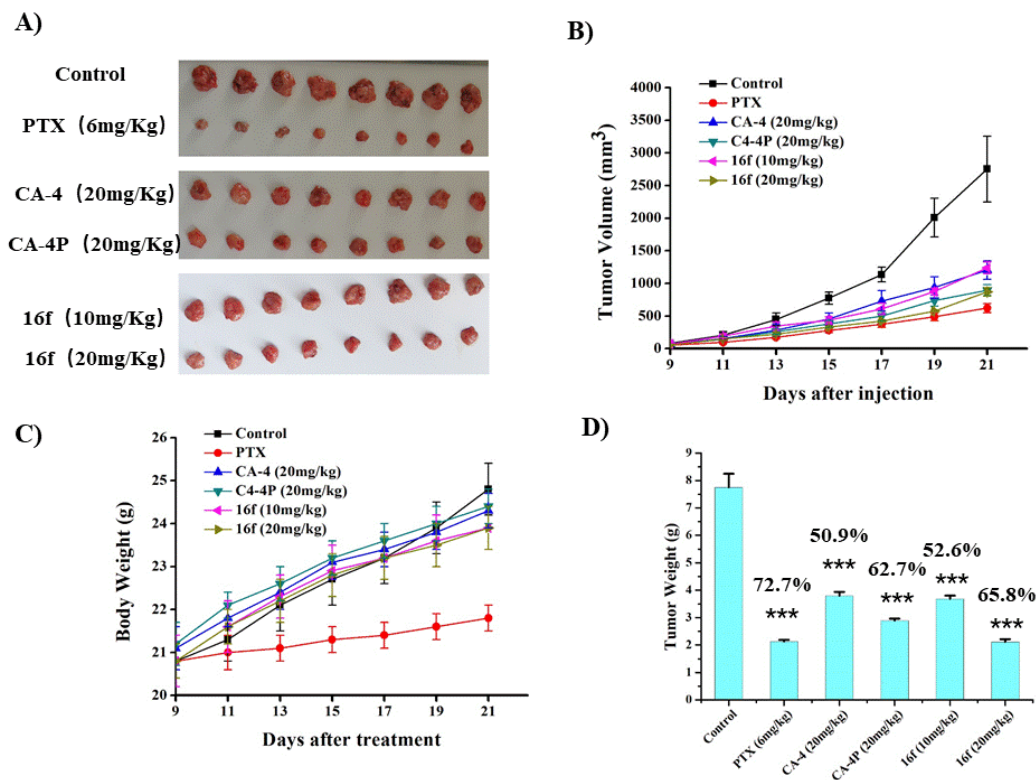 A)
Control
PTX (6mg/Kg)
CA-4 (20mg/Kg)
CA-4P (20mg/Kg)
16f (10mg/Kg)
16f (20mg/Kg)
B)
Control
PTX
CA-4 (20mg/kg)
C4-4P (20mg/kg)
16f (10mg/kg)
16f (20mg/kg)
Tumor Volume (mm3)
4000
3500
3000
2500
2000
1500
1000
500
0
9 11 13 15 17 19 21
Days after injection
C)
Control
PTX
CA-4 (20mg/kg)
C4-4P (20mg/kg)
16f (10mg/kg)
16f (20mg/kg)
Body Weight (g)
26
25
24
23
22
21
20
9 11 13 15 17 19 21
Days after treatment
D)
Tumor Weight (g)
9
8
7
6
5
4
3
2
1
0
72.7%
***
50.9%
***
62.7%
***
52.6%
***
65.8%
***
Control
PTX (6mg/kg)
CA-4 (20mg/kg)
CA-4P (20mg/kg)
16f (10mg/kg)
16f (20mg/kg)